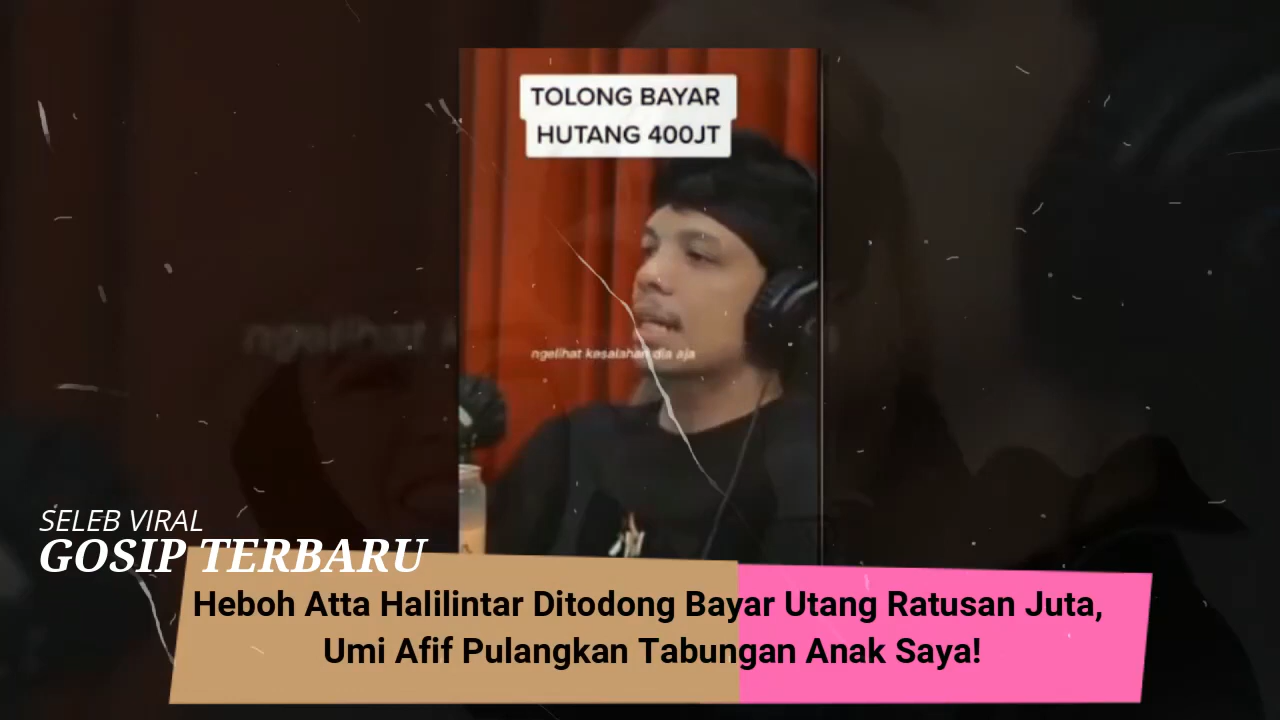 TOLONG BAYAR
HUTANG 400JT
ngelihat kesalahan dia aja
ngelihat
SELEB VIRAL
GOSIP TERBARU
Heboh Atta Halilintar Ditodong Bayar Utang Ratusan Juta,
Umi Afif Pulangkan Tabungan Anak Saya!